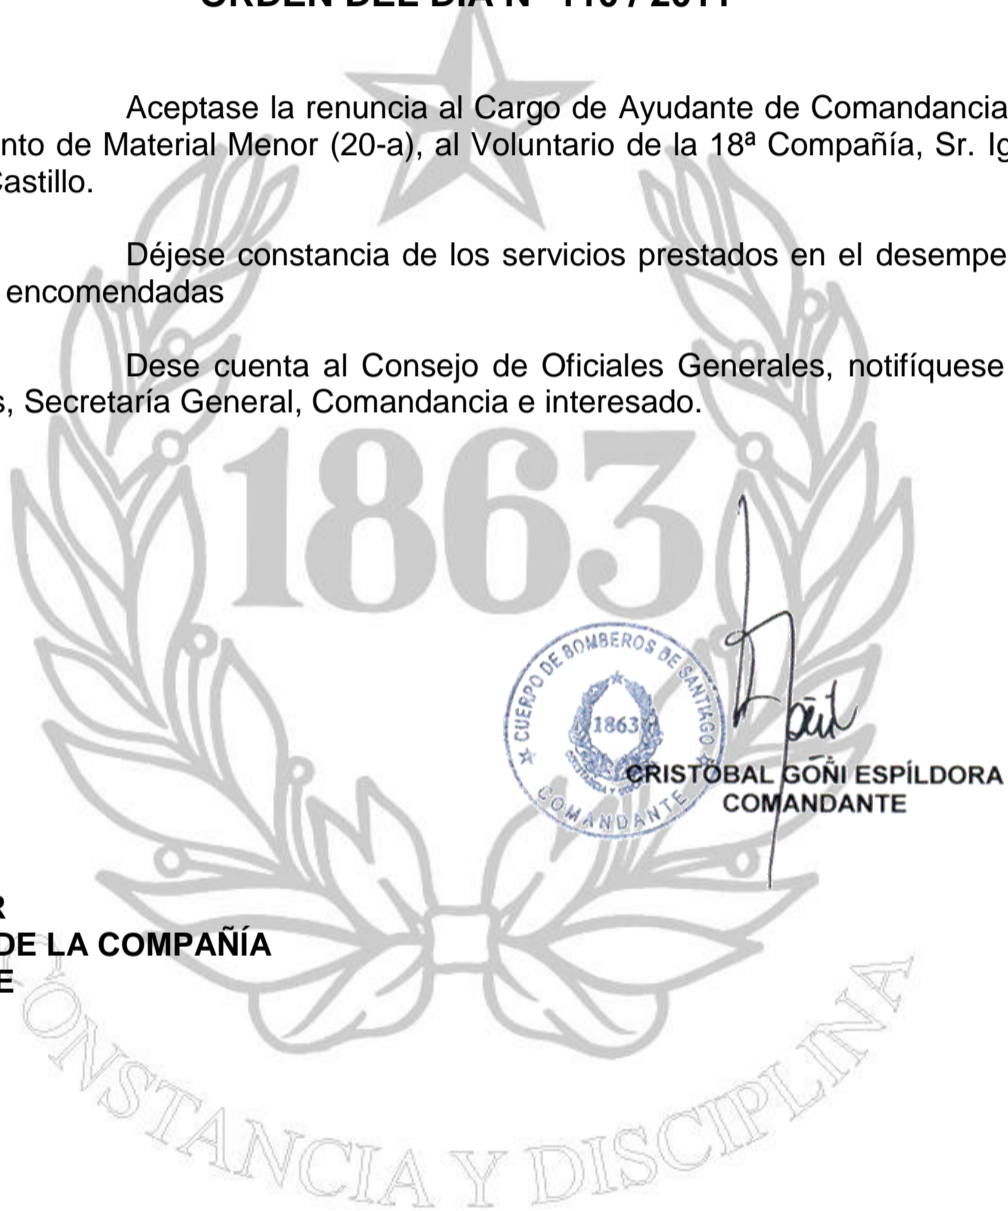 Aceptase la renuncia al Cargo de Ayudante de Comandancia
nto de Material Menor (20-a), al Voluntario de la 18ª Compañía, Sr. Ig
Castillo.
Déjese constancia de los servicios prestados en el desempe
encomendadas
Dese cuenta al Consejo de Oficiales Generales, notifíquese
s, Secretaría General, Comandancia e interesado.
1863
CUERPO DE BOMBEROS DE SANTIAGO
1863
COMANDANTE
CRISTÓBAL GOÑI ESPÍLDORA
COMANDANTE
R
DE LA COMPAÑÍA
E
CONSTANCIA Y DISCIPLINA